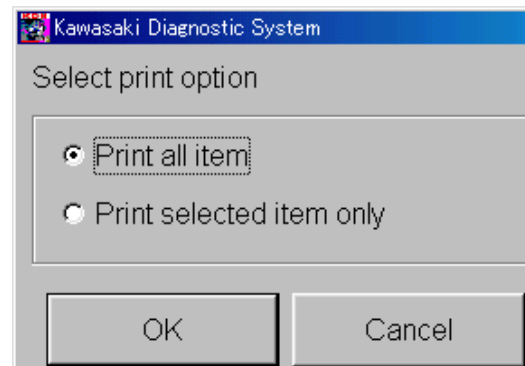 Kawasaki Diagnostic System
Select print option
Print all item
Print selected item only
OK
Cancel